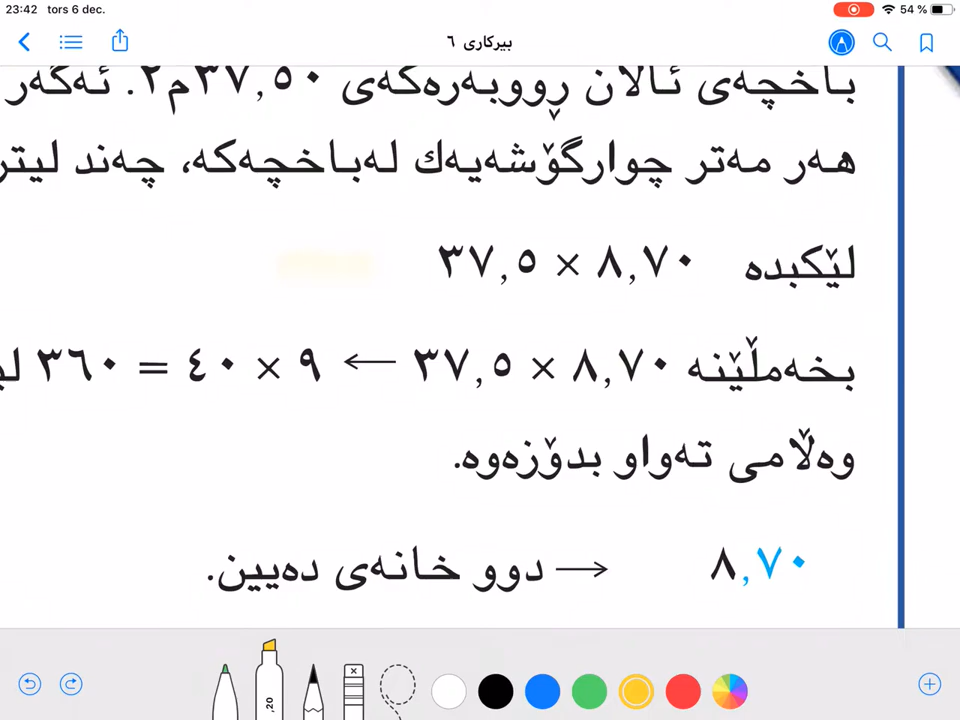 23:42 tors 6 dec.
54 %
بیرکاری ٦
باخچەی ئالان ڕووبەرەکەی ٣٧,٥٠م٢. ئەگەر
هەر مەتر چوارگۆشەیەك لەباخچەکە، چەند لیتر
لێکبدە ٣٧,٥ × ٨,٧٠
بخەمڵێنە ٣٧,٥ × ٨,٧٠ ← ٩ × ٤٠ = ٣٦٠
وەڵامی تەواو بدۆزەوە.
٨,٧٠ → دوو خانەی دەیین.
,20